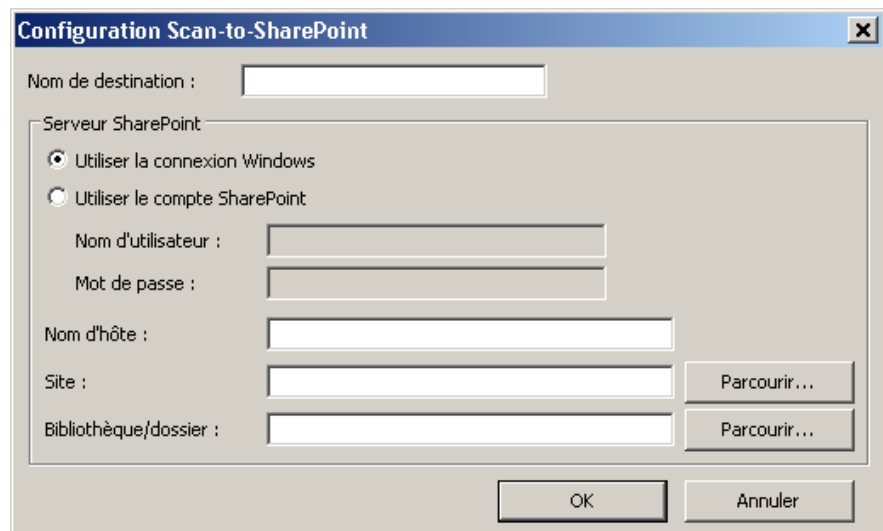 Configuration Scan-to-SharePoint
Nom de destination :
Serveur SharePoint
Utiliser la connexion Windows
Utiliser le compte SharePoint
Nom d'utilisateur :
Mot de passe :
Nom d'hôte :
Site :
Parcourir...
Bibliothèque/dossier :
Parcourir...
OK
Annuler